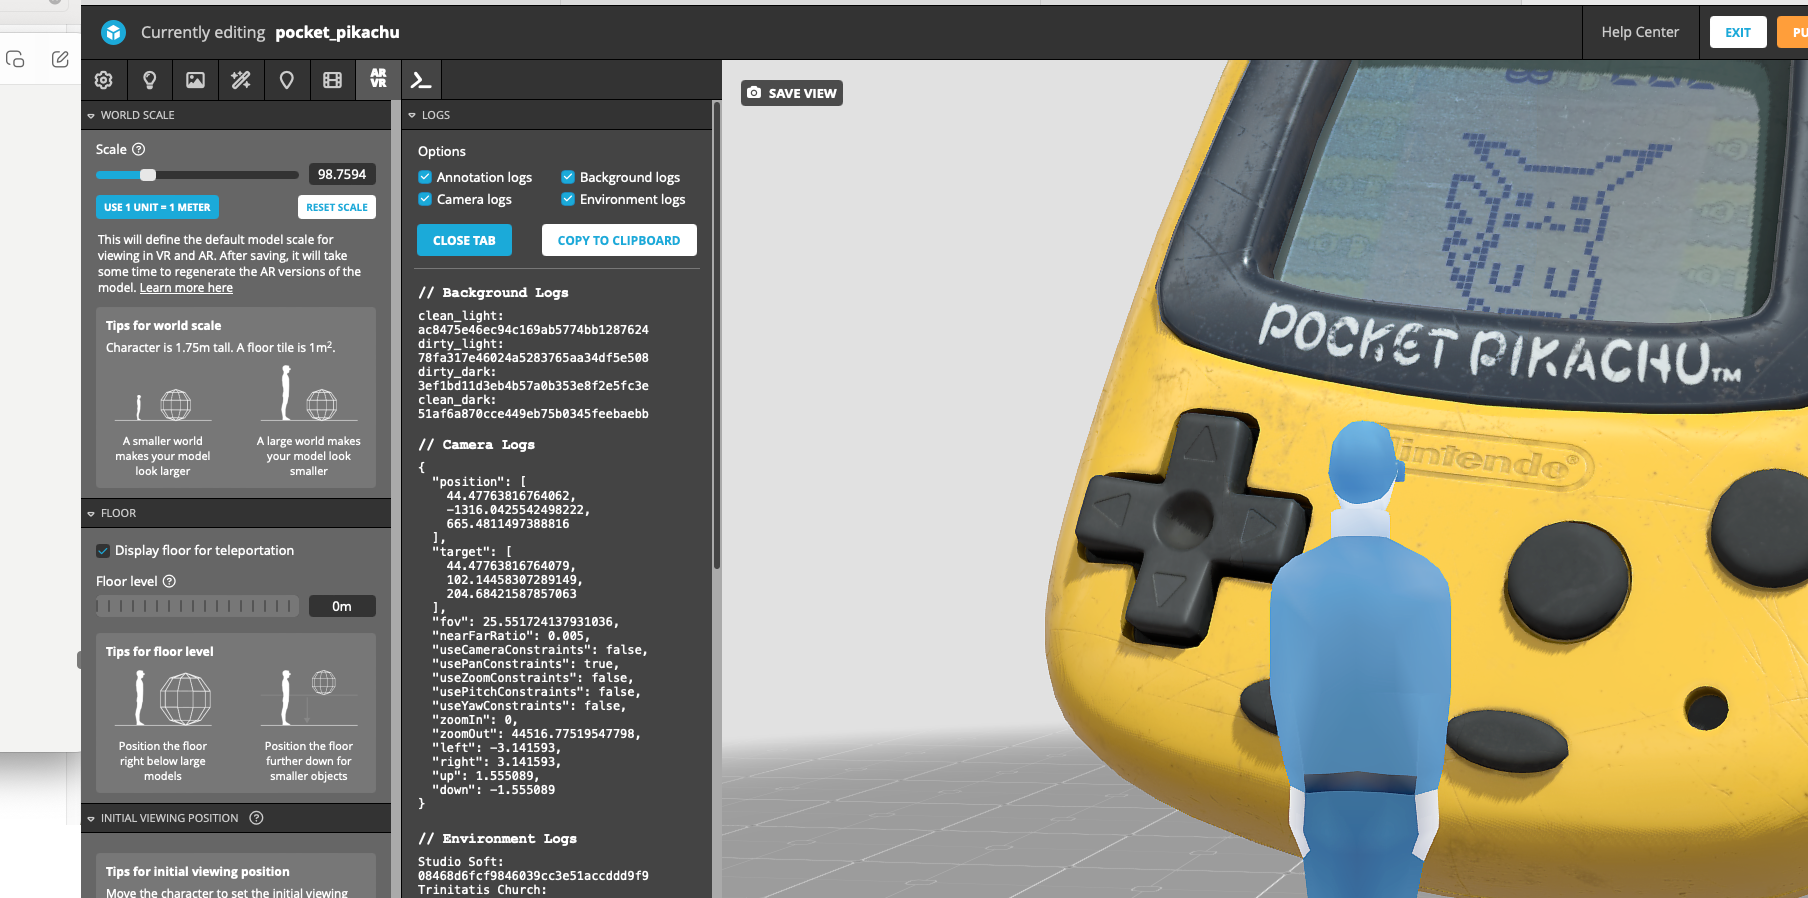 Currently editing pocket_pikachu
Help Center
EXIT
PU
AR
VR
WORLD SCALE
Scale ?
98.7594
USE 1 UNIT = 1 METER
RESET SCALE
This will define the default model scale for
viewing in VR and AR. After saving, it will take
some time to regenerate the AR versions of the
model. Learn more here
Tips for world scale
Character is 1.75m tall. A floor tile is 1m².
A smaller world
makes your model
look larger
A large world makes
your model look
smaller
FLOOR
Display floor for teleportation
Floor level ?
0m
Tips for floor level
Position the floor
right below large
models
Position the floor
further down for
smaller objects
INITIAL VIEWING POSITION ?
Tips for initial viewing position
Move the character to set the initial viewing
LOGS
Options
Annotation logs
Background logs
Camera logs
Environment logs
CLOSE TAB
COPY TO CLIPBOARD
// Background Logs
clean_light:
ac8475e46ec94c169ab5774bb1287624
dirty_light:
78fa317e46024a5283765aa34df5e508
dirty_dark:
3ef1bd11d3eb4b57a0b353e8f2e5fc3e
clean_dark:
51af6a870cce449eb75b0345feebaebb
// Camera Logs
{
"position": [
44.47763816764062,
-1316.0425542498222,
665.4811497388816
],
"target": [
44.47763816764079,
102.14458307289149,
204.68421587857063
],
"fov": 25.551724137931036,
"nearFarRatio": 0.005,
"useCameraConstraints": false,
"usePanConstraints": true,
"useZoomConstraints": false,
"usePitchConstraints": false,
"useYawConstraints": false,
"zoomIn": 0,
"zoomOut": 44516.77519547798,
"left": -3.141593,
"right": 3.141593,
"up": 1.555089,
"down": -1.555089
}
// Environment Logs
Studio Soft:
08468d6fcf9846039cc3e51accddd9f9
Trinitatis Church:
SAVE VIEW
POCKET PIKACHU™
Nintendo®